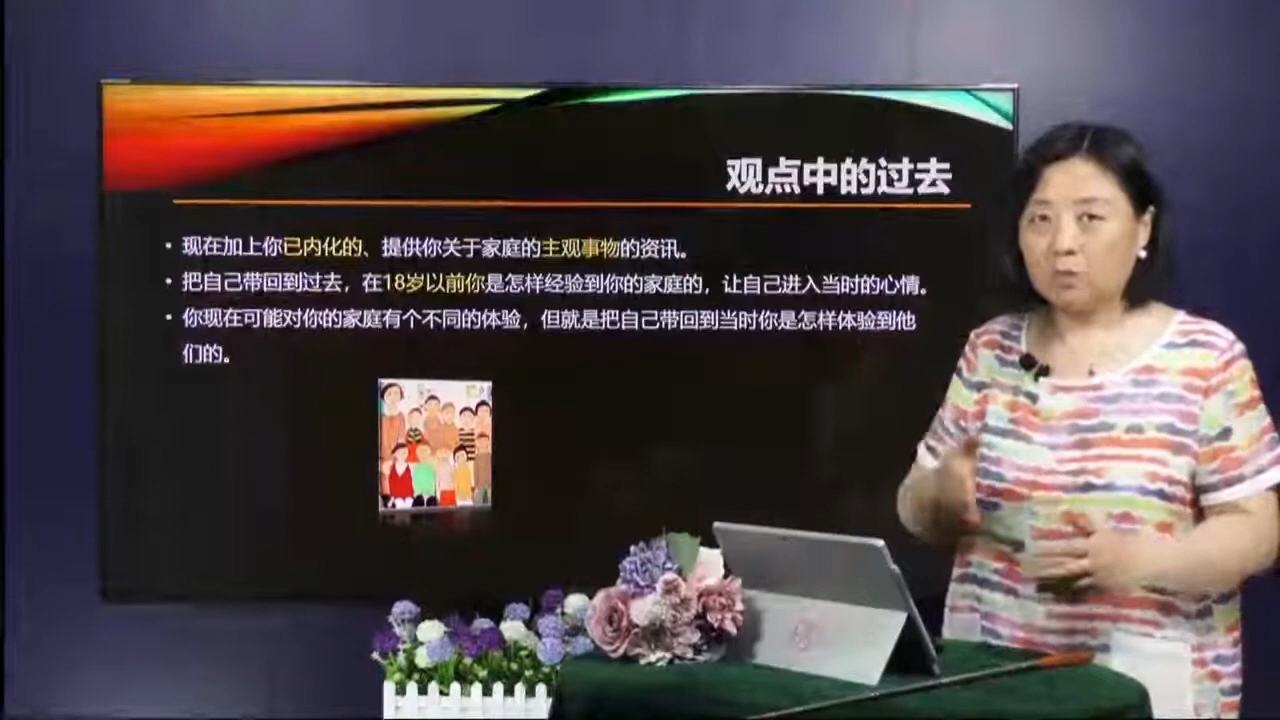 观点中的过去
• 现在加上你已内化的、提供你关于家庭的主观事物的资讯。
• 把自己带回到过去，在18岁以前你是怎样经验到你的家庭的，让自己进入当时的心情。
• 你现在可能对你的家庭有个不同的体验，但就是把自己带回到当时你是怎样体验到他
们的。